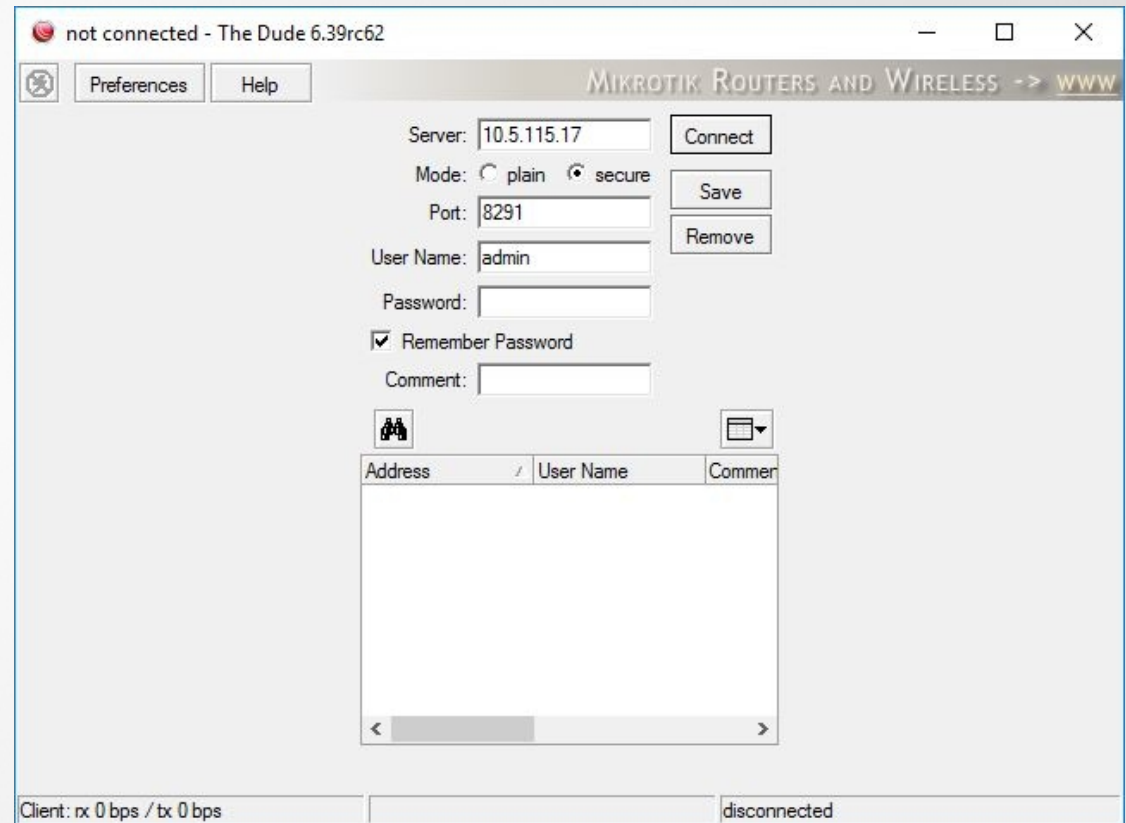 not connected - The Dude 6.39rc62
Preferences Help MIKROTIK ROUTERS AND WIRELESS -> WWW
Server: 10.5.115.17 Connect
Mode: plain secure
Save
Port: 8291
Remove
User Name: admin
Password:
Remember Password
Comment:
Address User Name Commen
Client: rx 0 bps / tx 0 bps disconnected